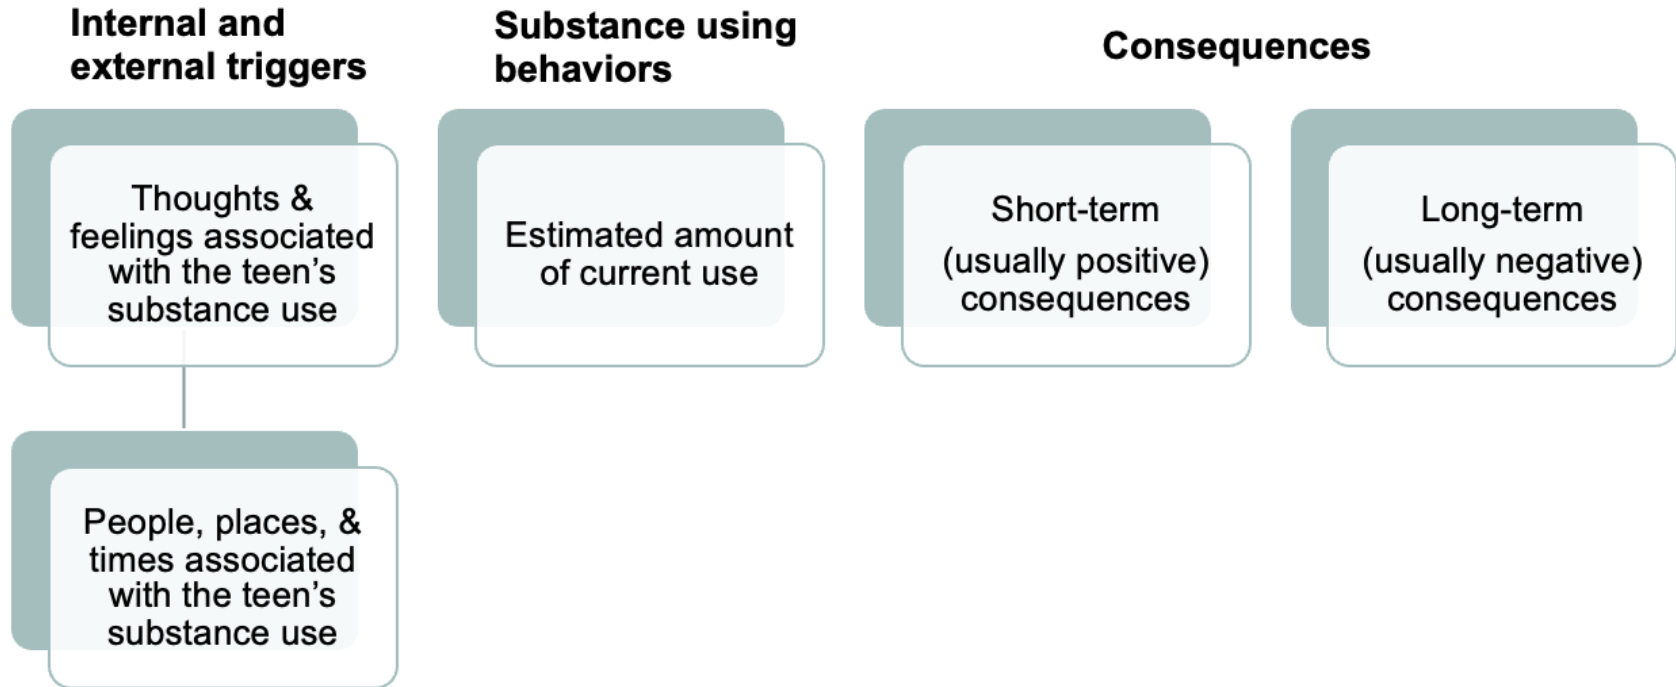 Internal and
external triggers
Substance using
behaviors
Consequences
Thoughts &
feelings associated
with the teen’s
substance use
Estimated amount
of current use
Short-term
(usually positive)
consequences
Long-term
(usually negative)
consequences
People, places, &
times associated
with the teen’s
substance use